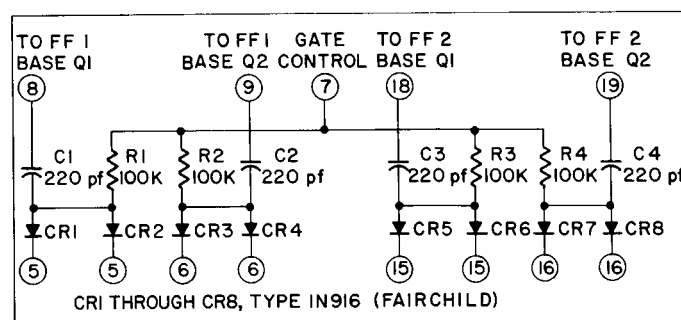 TO FF 1 TO FF1 GATE TO FF 2 TO FF 2
BASE Q1 BASE Q2 CONTROL BASE Q1 BASE Q2
8 9 7 18 19
C1 R1 R2 C2 C3 R3 R4 C4
220 pf 100K 100K 220 pf 220 pf 100K 100K 220 pf
CR1 CR2 CR3 CR4 CR5 CR6 CR7 CR8
5 5 6 6 15 15 16 16
CR1 THROUGH CR8, TYPE IN916 (FAIRCHILD)